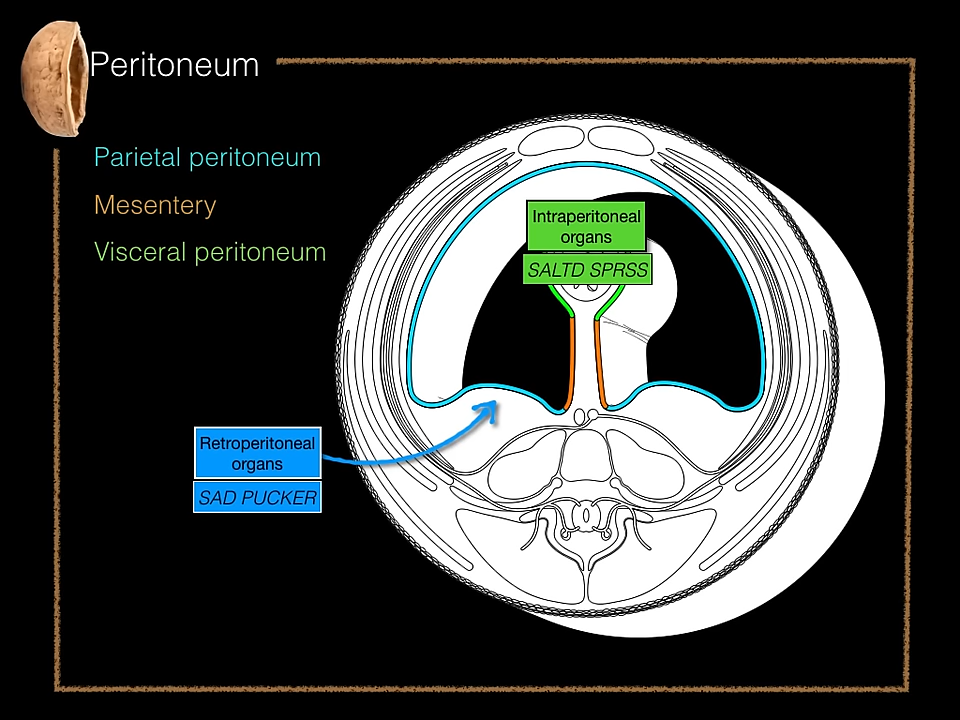 Peritoneum
Parietal peritoneum
Mesentery
Visceral peritoneum
Intraperitoneal
organs
SALTD SPRSS
Retroperitoneal
organs
SAD PUCKER